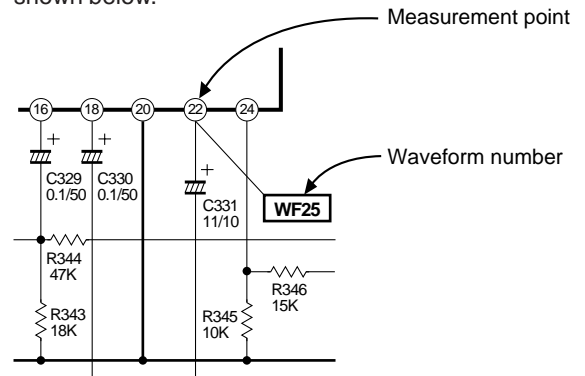 shown below.
Measurement point
16 18 20 22 24
+ + +
Waveform number
C329 C330
0.1/50 0.1/50
C331
11/10
WF25
R344
47K
R346
15K
R343
18K
R345
10K